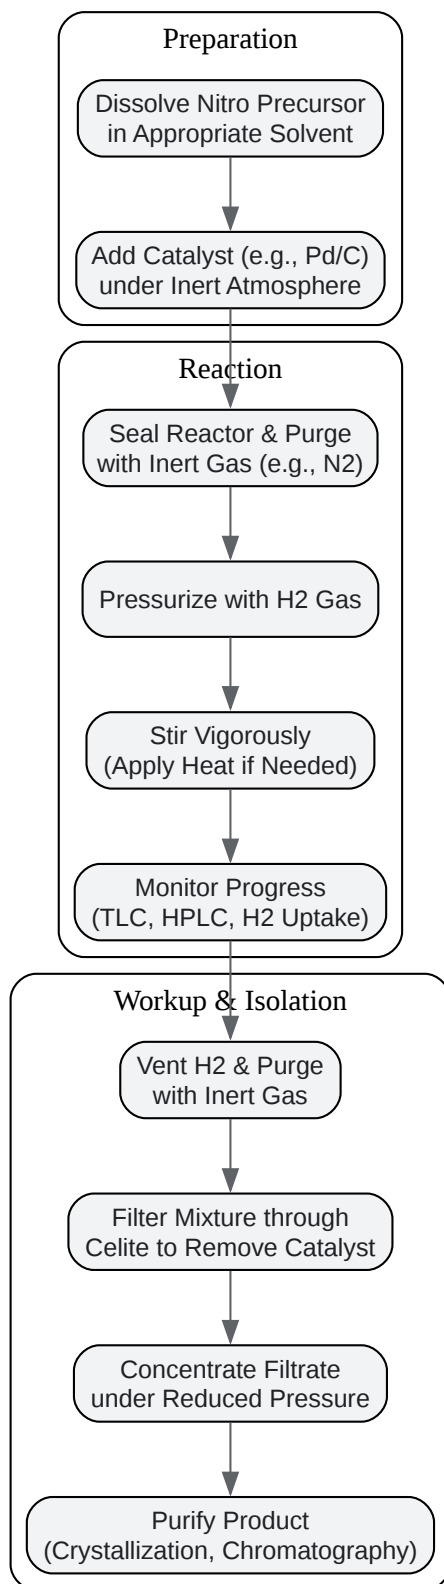 Preparation
Dissolve Nitro Precursor
in Appropriate Solvent
Add Catalyst (e.g., Pd/C)
under Inert Atmosphere
Reaction
Seal Reactor & Purge
with Inert Gas (e.g., N2)
Pressurize with H2 Gas
Stir Vigorously
(Apply Heat if Needed)
Monitor Progress
(TLC, HPLC, H2 Uptake)
Workup & Isolation
Vent H2 & Purge
with Inert Gas
Filter Mixture through
Celite to Remove Catalyst
Concentrate Filtrate
under Reduced Pressure
Purify Product
(Crystallization, Chromatography)